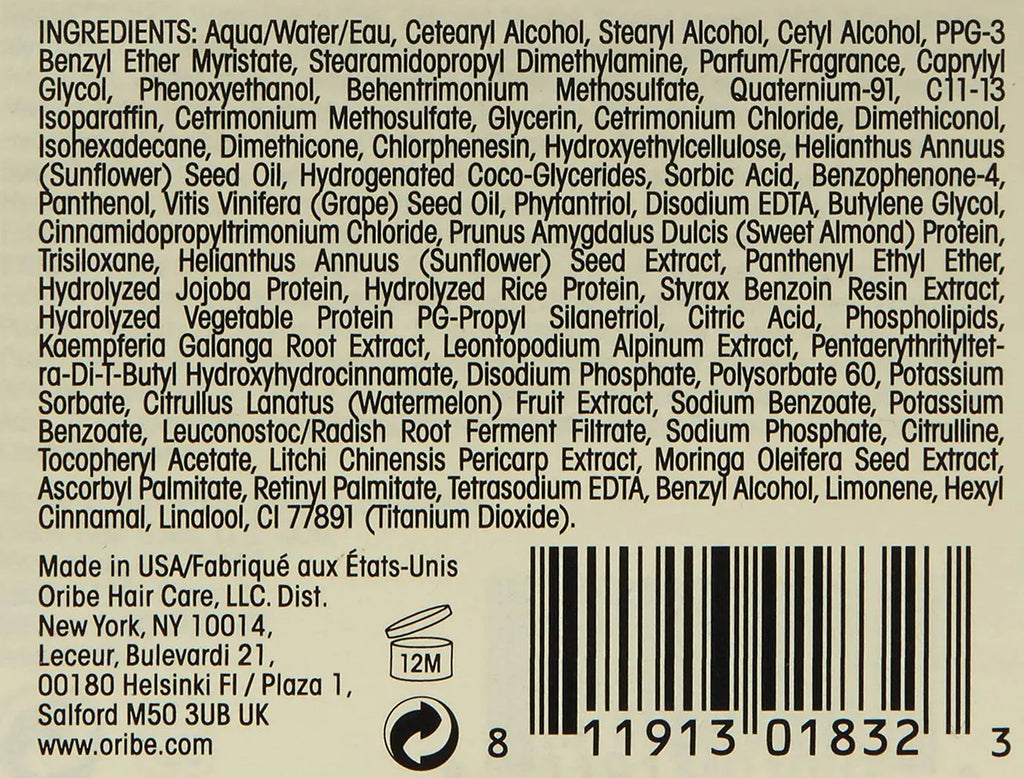 INGREDIENTS: Aqua/Water/Eau, Cetearyl Alcohol, Stearyl Alcohol, Cetyl Alcohol, PPG-3
Benzyl Ether Myristate, Stearamidopropyl Dimethylamine, Parfum/Fragrance, Caprylyl
Glycol, Phenoxyethanol, Behentrimonium Methosulfate, Quaternium-91, C11-13
Isoparaffin, Cetrimonium Methosulfate, Glycerin, Cetrimonium Chloride, Dimethiconol,
Isohexadecane, Dimethicone, Chlorphenesin, Hydroxyethylcellulose, Helianthus Annuus
(Sunflower) Seed Oil, Hydrogenated Coco-Glycerides, Sorbic Acid, Benzophenone-4,
Panthenol, Vitis Vinifera (Grape) Seed Oil, Phytantriol, Disodium EDTA, Butylene Glycol,
Cinnamidopropyltrimonium Chloride, Prunus Amygdalus Dulcis (Sweet Almond) Protein,
Trisiloxane, Helianthus Annuus (Sunflower) Seed Extract, Panthenyl Ethyl Ether,
Hydrolyzed Jojoba Protein, Hydrolyzed Rice Protein, Styrax Benzoin Resin Extract,
Hydrolyzed Vegetable Protein PG-Propyl Silanetriol, Citric Acid, Phospholipids,
Kaempferia Galanga Root Extract, Leontopodium Alpinum Extract, Pentaerythrityltet-
ra-Di-T-Butyl Hydroxyhydrocinnamate, Disodium Phosphate, Polysorbate 60, Potassium
Sorbate, Citrullus Lanatus (Watermelon) Fruit Extract, Sodium Benzoate, Potassium
Benzoate, Leuconostoc/Radish Root Ferment Filtrate, Sodium Phosphate, Citrulline,
Tocopheryl Acetate, Litchi Chinensis Pericarp Extract, Moringa Oleifera Seed Extract,
Ascorbyl Palmitate, Retinyl Palmitate, Tetrasodium EDTA, Benzyl Alcohol, Limonene, Hexyl
Cinnamal, Linalool, CI 77891 (Titanium Dioxide).
Made in USA/Fabriqué aux États-Unis
Oribe Hair Care, LLC. Dist.
New York, NY 10014,
Leceur, Bulevardi 21,
00180 Helsinki FI / Plaza 1,
Salford M50 3UB UK
www.oribe.com
12M
8 11913 01832 3